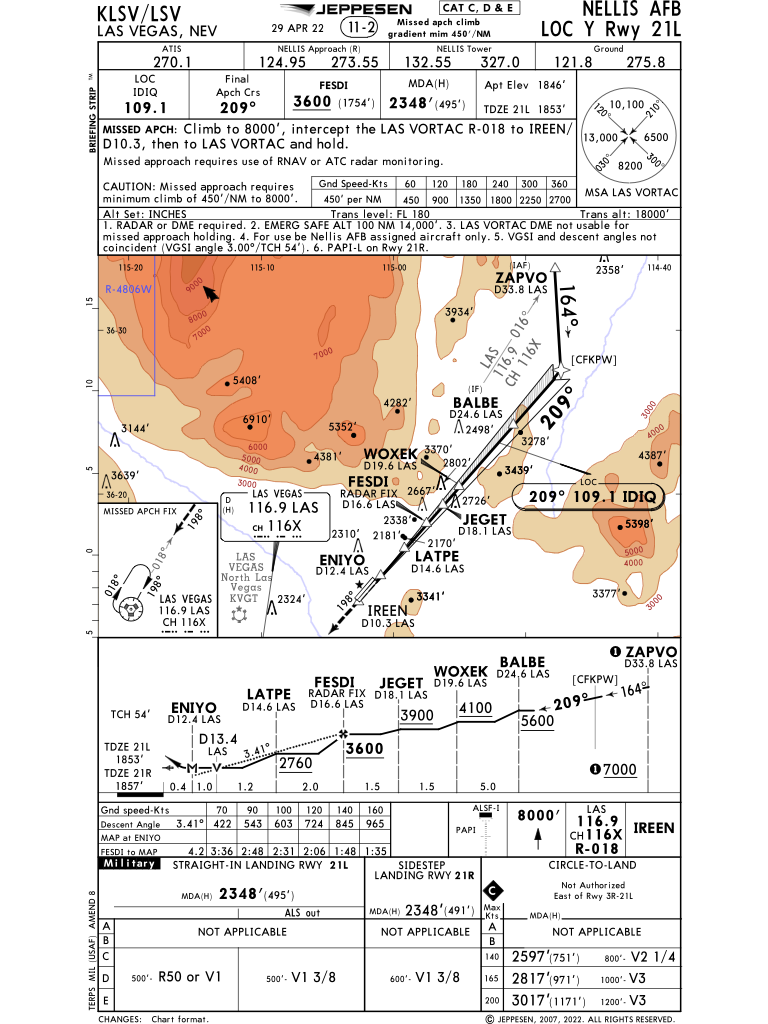 KLSV/LSV
LAS VEGAS, NEV
JEPPESEN
29 APR 22
11-2
CAT C, D & E
Missed apch climb
gradient mim 450'/NM
NELLIS AFB
LOC Y Rwy 21L
ATIS
270.1
NELLIS Approach (R)
124.95 273.55
NELLIS Tower
132.55 327.0
Ground
121.8 275.8
BRIEFING STRIP TM
LOC
IDIQ
109.1
Final
Apch Crs
209°
FESDI
3600 (1754')
MDA(H)
2348' (495')
Apt Elev 1846'
TDZE 21L 1853'
MISSED APCH: Climb to 8000', intercept the LAS VORTAC R-018 to IREEN/
D10.3, then to LAS VORTAC and hold.
Missed approach requires use of RNAV or ATC radar monitoring.
CAUTION: Missed approach requires
minimum climb of 450'/NM to 8000'.
Gnd Speed-Kts 60 120 180 240 300 360
450' per NM 450 900 1350 1800 2250 2700
120°
10,100
210°
13,000
6500
030°
8200
300°
MSA LAS VORTAC
Alt Set: INCHES Trans level: FL 180 Trans alt: 18000'
1. RADAR or DME required. 2. EMERG SAFE ALT 100 NM 14,000'. 3. LAS VORTAC DME not usable for
missed approach holding. 4. For use be Nellis AFB assigned aircraft only. 5. VGSI and descent angles not
coincident (VGSI angle 3.00°/TCH 54'). 6. PAPI-L on Rwy 21R.
115-20
115-10
115-00
114-40
R-4806W
36-30
36-20
15
10
5
0
5
9000
8000
7000
7000
6000
5000
4000
3000
3000
4000
5000
4000
3000
(IAF)
ZAPVO
D33.8 LAS
2358'
164°
[CFKPW]
3934'
LAS
116.9
CH 116X
016°
(IF)
BALBE
D24.6 LAS
209°
5408'
4282'
6910'
5352'
4381'
2498'
3278'
3144'
3639'
WOXEK
D19.6 LAS
3370'
2802'
3439'
4387'
FESDI
RADAR FIX
D16.6 LAS
2667'
2726'
LOC
209° 109.1 IDIQ
JEGET
D18.1 LAS
2338'
2181'
2170'
5398'
3377'
MISSED APCH FIX
198°
018°
018°
198°
LAS VEGAS
116.9 LAS
CH 116X
D
(H)
LAS VEGAS
116.9 LAS
CH 116X
LAS
VEGAS
North Las
Vegas
KVGT
2310'
2324'
ENIYO
D12.4 LAS
LATPE
D14.6 LAS
198°
IREEN
D10.3 LAS
3341'
1 ZAPVO
D33.8 LAS
BALBE
D24.6 LAS
[CFKPW]
WOXEK
D19.6 LAS
JEGET
D18.1 LAS
FESDI
RADAR FIX
D16.6 LAS
LATPE
D14.6 LAS
ENIYO
D12.4 LAS
D13.4
LAS
TCH 54'
209°
164°
5600
4100
3900
3600
2760
3.41°
1 7000
TDZE 21L
1853'
TDZE 21R
1857'
M
V
0.4 1.0 1.2 2.0 1.5 1.5 5.0
Gnd speed-Kts 70 90 100 120 140 160
Descent Angle 3.41° 422 543 603 724 845 965
MAP at ENIYO
FESDI to MAP 4.2 3:36 2:48 2:31 2:06 1:48 1:35
ALSF-I
PAPI
8000'
LAS
116.9
CH 116X
R-018
IREEN
Military
STRAIGHT-IN LANDING RWY 21L
MDA(H) 2348' (495')
ALS out
SIDESTEP
LANDING RWY 21R
MDA(H) 2348' (491')
CIRCLE-TO-LAND
C
Not Authorized
East of Rwy 3R-21L
Max
Kts
MDA(H)
TERPS MIL (USAF) AMEND 8
A
B
C
D
E
NOT APPLICABLE
NOT APPLICABLE
A
B
NOT APPLICABLE
500'- R50 or V1
500'- V1 3/8
600'- V1 3/8
140 2597' (751') 800'- V2 1/4
165 2817' (971') 1000'- V3
200 3017' (1171') 1200'- V3
CHANGES: Chart format.
© JEPPESEN, 2007, 2022. ALL RIGHTS RESERVED.